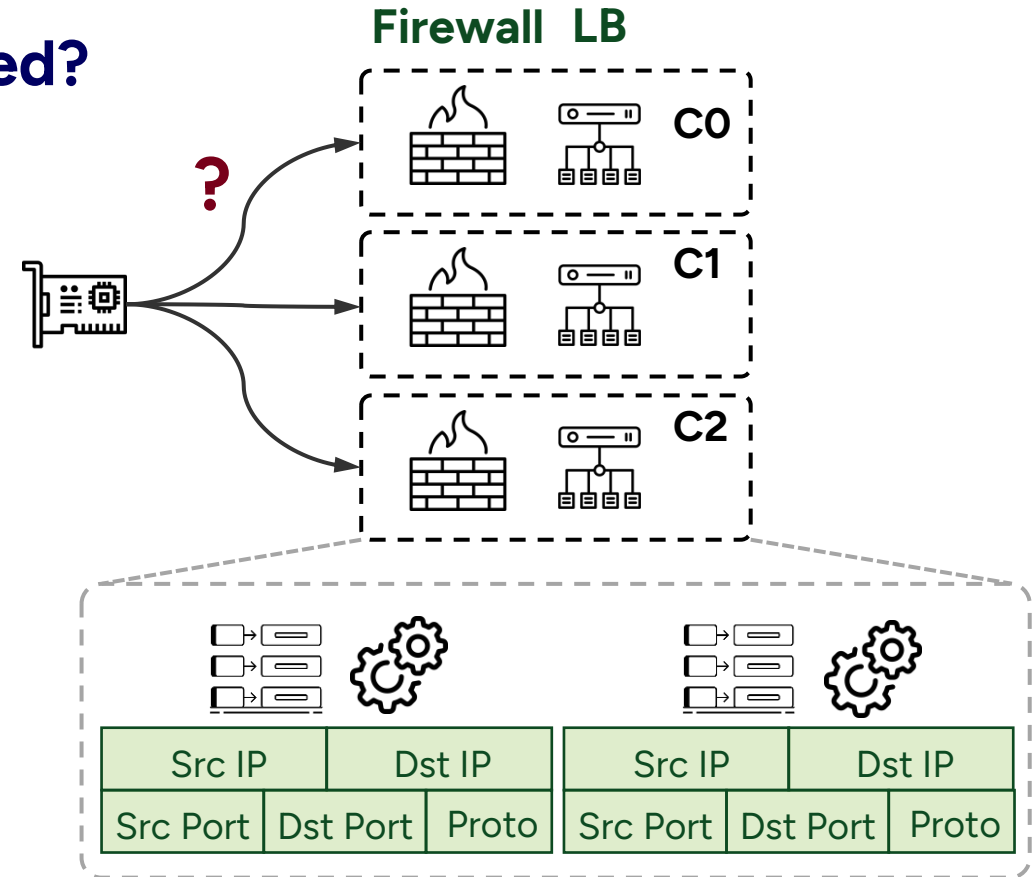 Firewall LB
ed?
C0
?
C1
C2
Src IP Dst IP Src IP Dst IP
Src Port Dst Port Proto Src Port Dst Port Proto